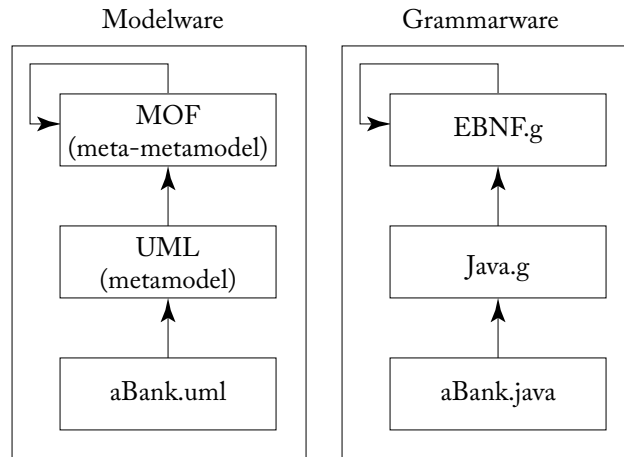 Modelware
MOF
(meta-metamodel)
UML
(metamodel)
aBank.uml
Grammarware
EBNF.g
Java.g
aBank.java